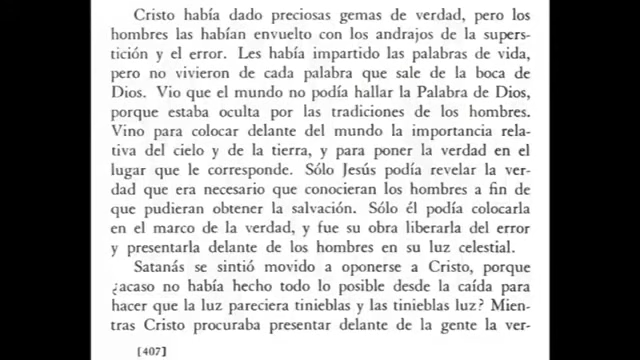 Cristo había dado preciosas gemas de verdad, pero los
hombres las habían envuelto con los andrajos de la supers-
tición y el error. Les había impartido las palabras de vida,
pero no vivieron de cada palabra que sale de la boca de
Dios. Vio que el mundo no podía hallar la Palabra de Dios,
porque estaba oculta por las tradiciones de los hombres.
Vino para colocar delante del mundo la importancia rela-
tiva del cielo y de la tierra, y para poner la verdad en el
lugar que le corresponde. Sólo Jesús podía revelar la ver-
dad que era necesario que conocieran los hombres a fin de
que pudieran obtener la salvación. Sólo él podía colocarla
en el marco de la verdad, y fue su obra liberarla del error
y presentarla delante de los hombres en su luz celestial.
Satanás se sintió movido a oponerse a Cristo, porque
¿acaso no había hecho todo lo posible desde la caída para
hacer que la luz pareciera tinieblas y las tinieblas luz? Mien-
tras Cristo procuraba presentar delante de la gente la ver-
[407]